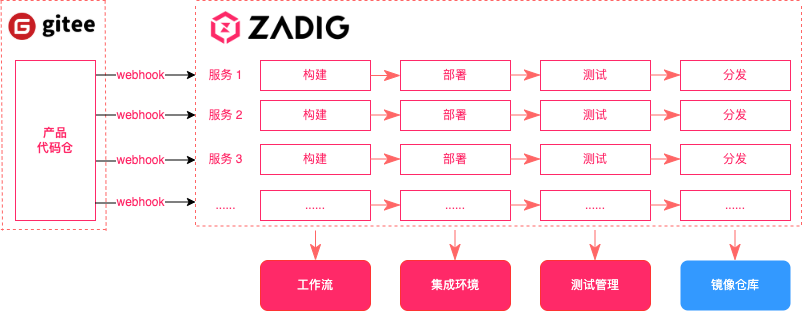 gitee
ZADIG
产品
代码仓
webhook
服务 1
构建
部署
测试
分发
webhook
服务 2
构建
部署
测试
分发
webhook
服务 3
构建
部署
测试
分发
webhook
......
......
......
......
......
工作流
集成环境
测试管理
镜像仓库